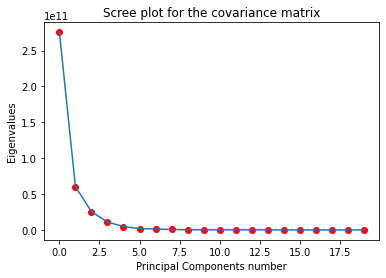 Scree plot for the covariance matrix
1e11
2.5
2.0
1.5
1.0
0.5
0.0
Eigenvalues
0.0 2.5 5.0 7.5 10.0 12.5 15.0 17.5
Principal Components number